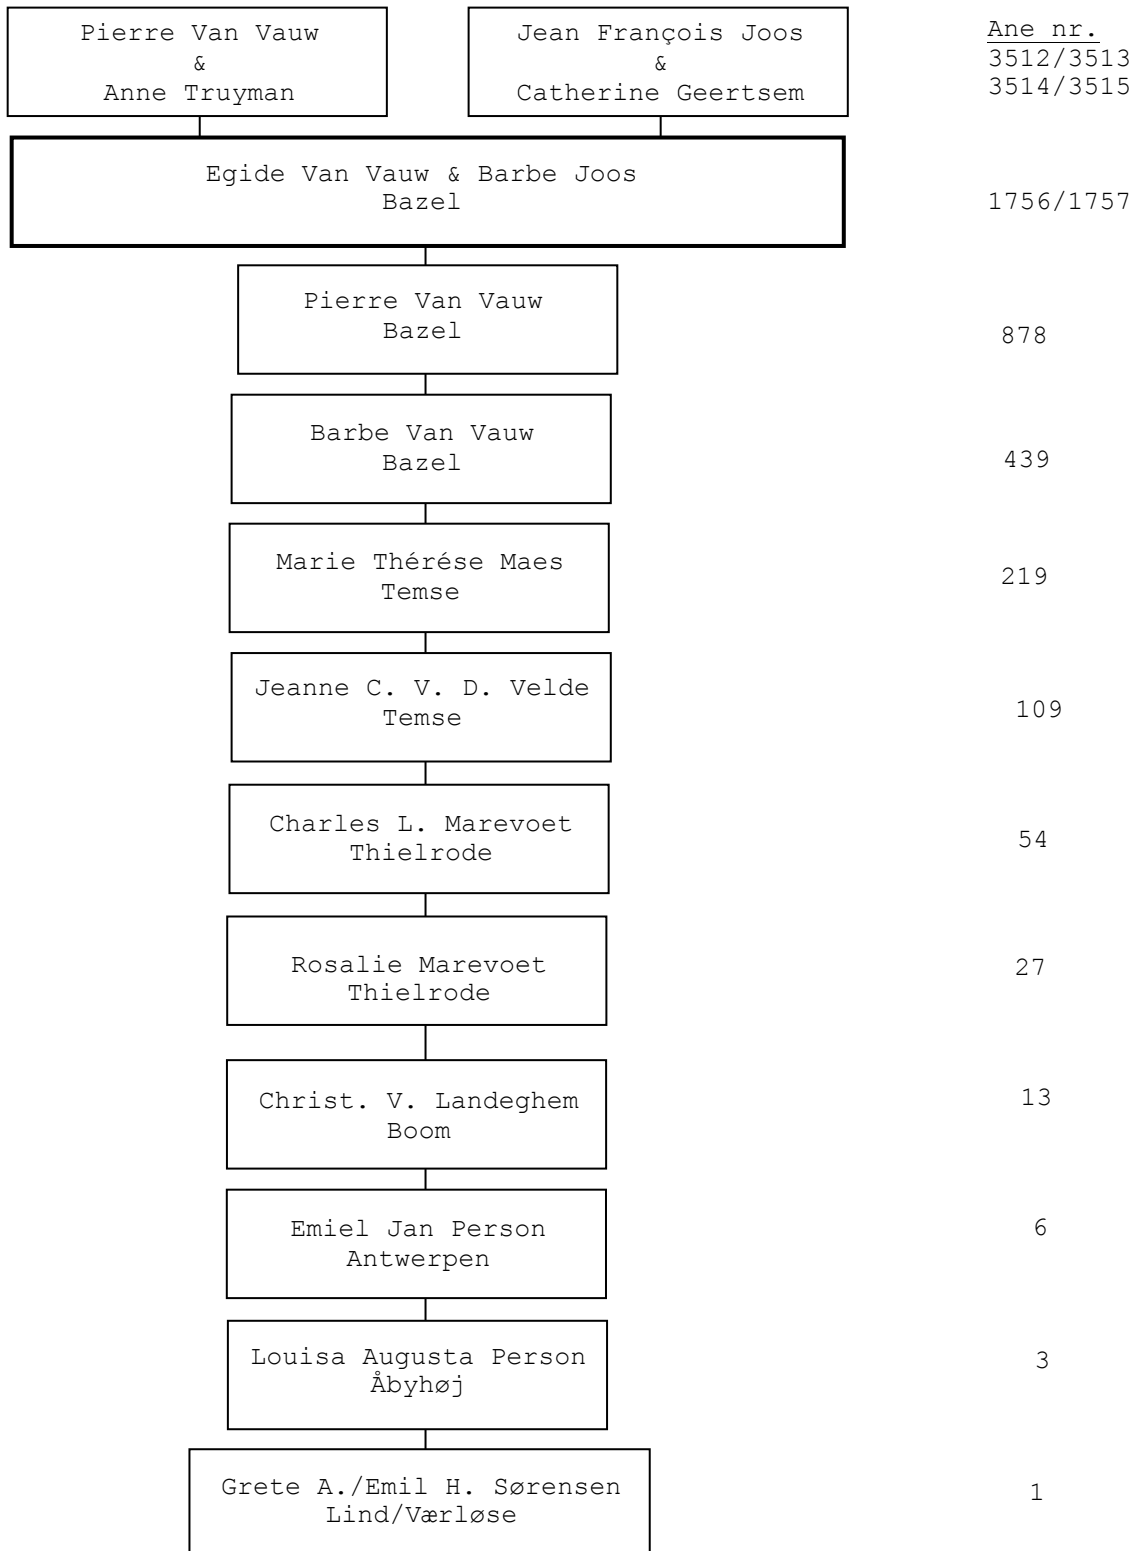 Pierre Van Vauw
&
Anne Truyman
Jean François Joos
&
Catherine Geertsem
Ane nr.
3512/3513
3514/3515
Egide Van Vauw & Barbe Joos
Bazel
1756/1757
Pierre Van Vauw
Bazel
878
Barbe Van Vauw
Bazel
439
Marie Thérése Maes
Temse
219
Jeanne C. V. D. Velde
Temse
109
Charles L. Marevoet
Thielrode
54
Rosalie Marevoet
Thielrode
27
Christ. V. Landeghem
Boom
13
Emiel Jan Person
Antwerpen
6
Louisa Augusta Person
Åbyhøj
3
Grete A./Emil H. Sørensen
Lind/Værløse
1